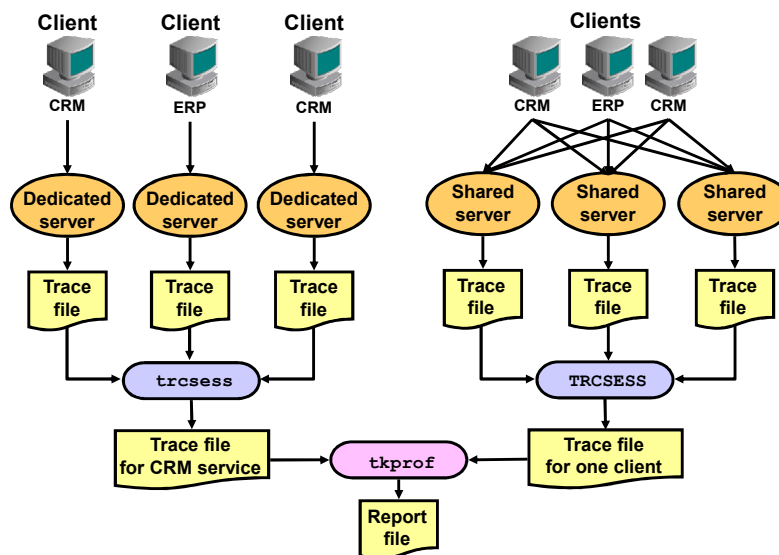 Client
Client
Client
Clients
CRM
ERP
CRM
CRM
ERP
CRM
Dedicated
server
Dedicated
server
Dedicated
server
Shared
server
Shared
server
Shared
server
Trace
file
Trace
file
Trace
file
Trace
file
Trace
file
Trace
file
trcsess
TRCSESS
Trace file
for CRM service
tkprof
Trace file
for one client
Report
file